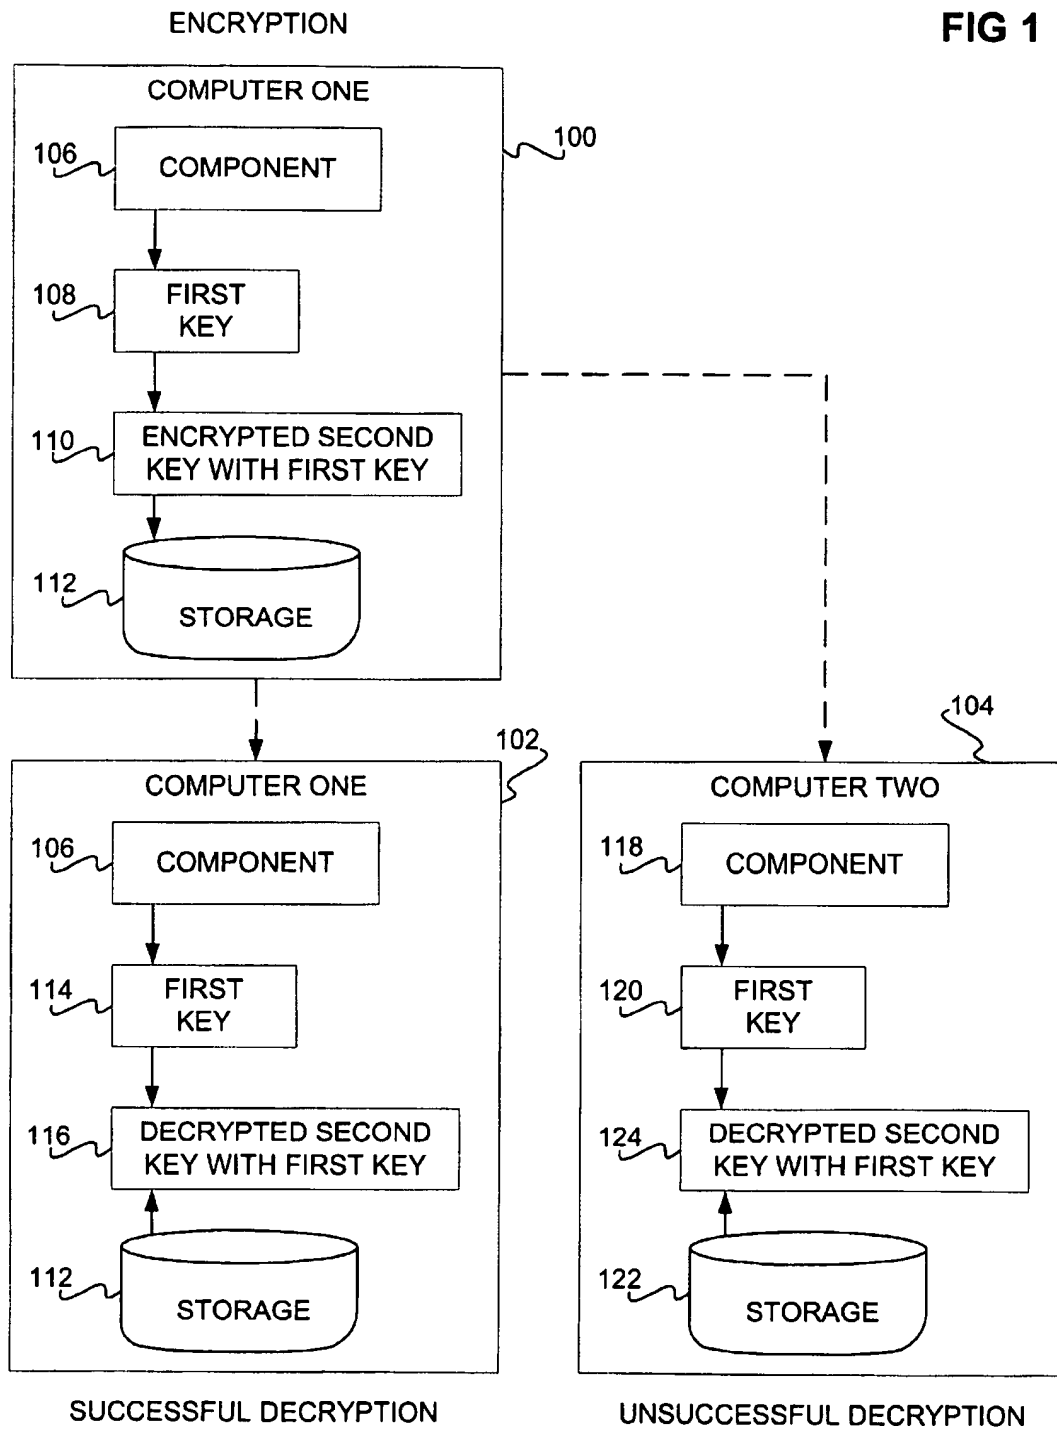 ENCRYPTION
FIG 1
COMPUTER ONE
100
106
COMPONENT
108
FIRST
KEY
110
ENCRYPTED SECOND
KEY WITH FIRST KEY
112
STORAGE
102
COMPUTER ONE
106
COMPONENT
114
FIRST
KEY
116
DECRYPTED SECOND
KEY WITH FIRST KEY
112
STORAGE
SUCCESSFUL DECRYPTION
104
COMPUTER TWO
118
COMPONENT
120
FIRST
KEY
124
DECRYPTED SECOND
KEY WITH FIRST KEY
122
STORAGE
UNSUCCESSFUL DECRYPTION